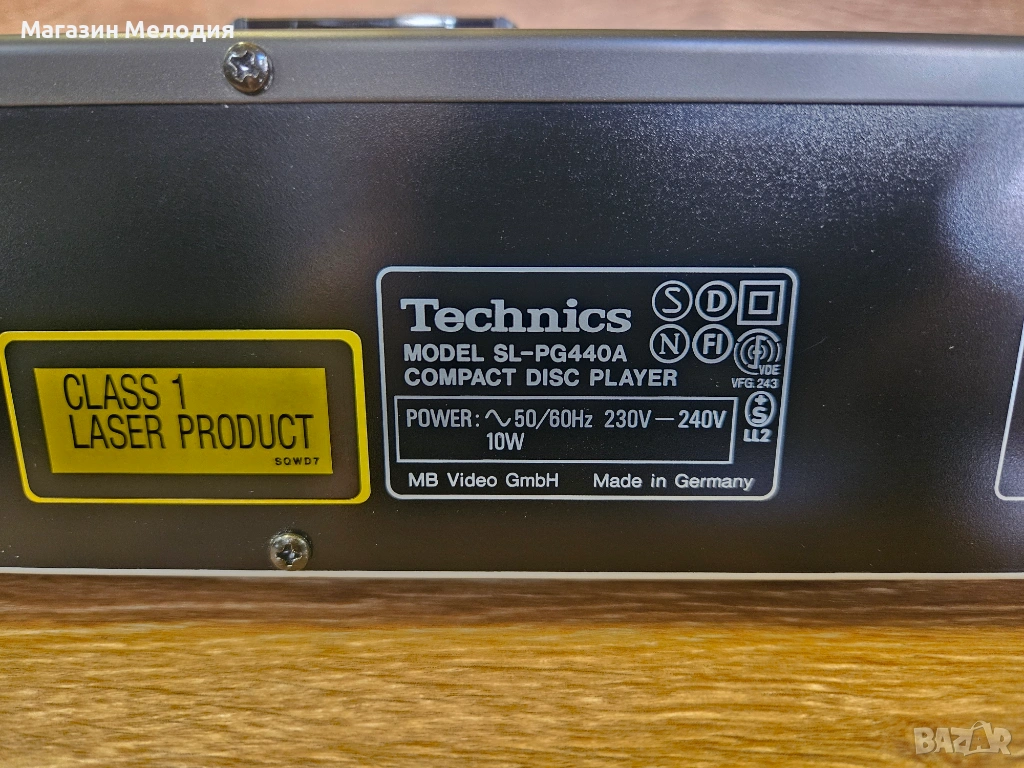 Магазин Мелодия
CLASS 1
LASER PRODUCT
SQWD7
Technics
MODEL SL-PG440A
COMPACT DISC PLAYER
S D
N FI
VDE
VFG. 243
+S
LL2
POWER: ∿ 50/60Hz 230V — 240V
10W
MB Video GmbH Made in Germany
BAZAR